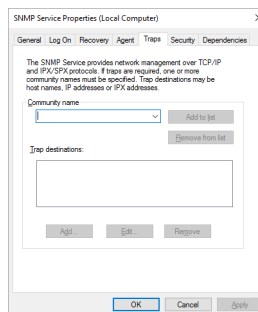 SNMP Service Properties (Local Computer)
General Log On Recovery Agent Traps Security Dependencies
The SNMP Service provides network management over TCP/IP
and IPX/SPX protocols. If traps are required, one or more
community names must be specified. Trap destinations may be
host names, IP addresses or IPX addresses.
Community name
Add to list
Remove from list
Trap destinations:
Add... Edit... Remove
OK Cancel Apply